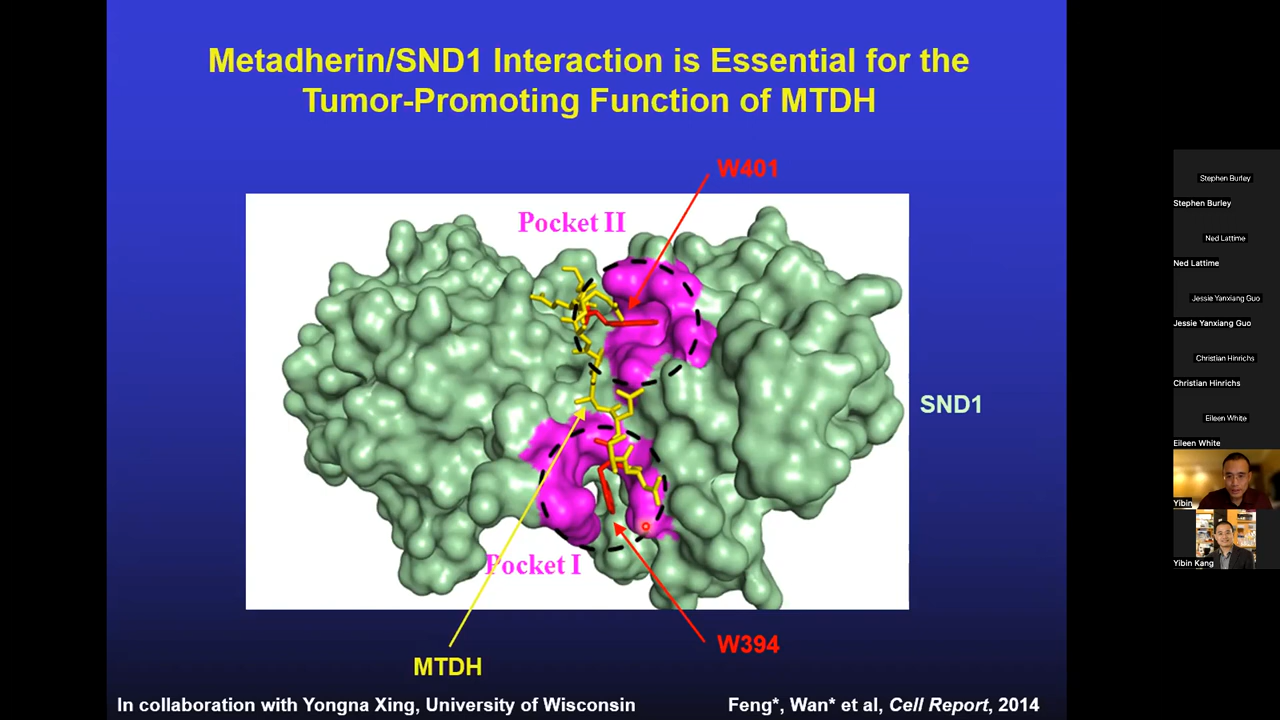 Metadherin/SND1 Interaction is Essential for the
Tumor-Promoting Function of MTDH
W401
Pocket II
SND1
Pocket I
W394
MTDH
In collaboration with Yongna Xing, University of Wisconsin
Feng*, Wan* et al, Cell Report, 2014
Stephen Burley
Stephen Burley
Ned Lattime
Ned Lattime
Jessie Yanxiang Guo
Jessie Yanxiang Guo
Christian Hinrichs
Christian Hinrichs
Eileen White
Eileen White
Yibin
Yibin Kang